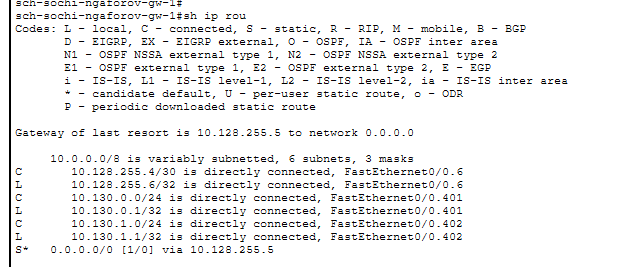 sch-sochi-ngaforov-gw-1#
sch-sochi-ngaforov-gw-1#sh ip rou
Codes: L - local, C - connected, S - static, R - RIP, M - mobile, B - BGP
D - EIGRP, EX - EIGRP external, O - OSPF, IA - OSPF inter area
N1 - OSPF NSSA external type 1, N2 - OSPF NSSA external type 2
E1 - OSPF external type 1, E2 - OSPF external type 2, E - EGP
i - IS-IS, L1 - IS-IS level-1, L2 - IS-IS level-2, ia - IS-IS inter area
* - candidate default, U - per-user static route, o - ODR
P - periodic downloaded static route
Gateway of last resort is 10.128.255.5 to network 0.0.0.0
10.0.0.0/8 is variably subnetted, 6 subnets, 3 masks
C 10.128.255.4/30 is directly connected, FastEthernet0/0.6
L 10.128.255.6/32 is directly connected, FastEthernet0/0.6
C 10.130.0.0/24 is directly connected, FastEthernet0/0.401
L 10.130.0.1/32 is directly connected, FastEthernet0/0.401
C 10.130.1.0/24 is directly connected, FastEthernet0/0.402
L 10.130.1.1/32 is directly connected, FastEthernet0/0.402
S* 0.0.0.0/0 [1/0] via 10.128.255.5